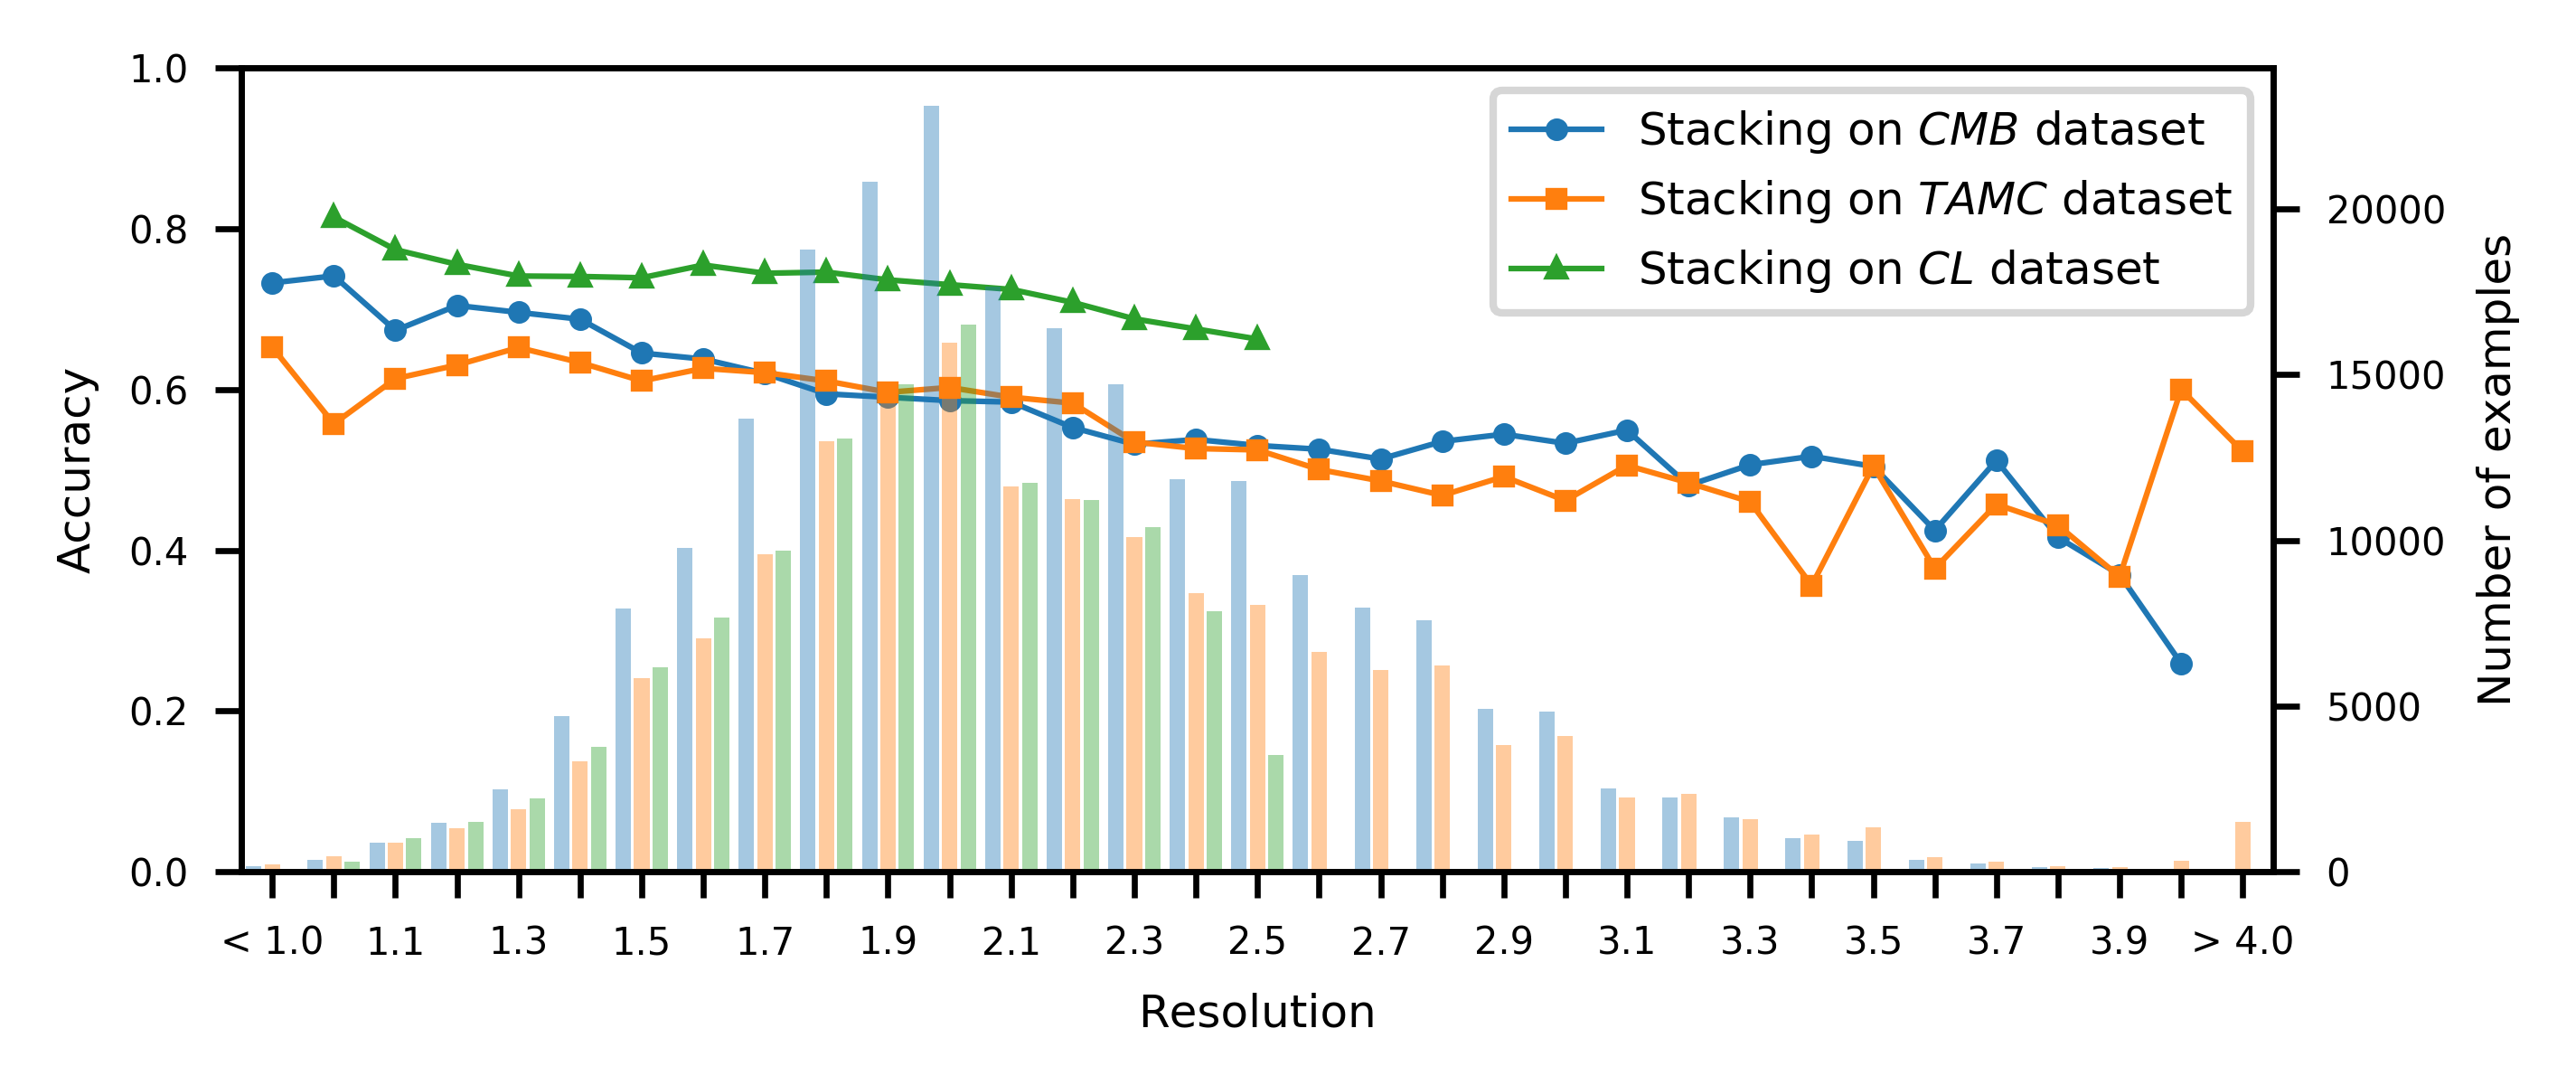 1.0
0.8
0.6
0.4
0.2
0.0
Accuracy
Stacking on CMB dataset
Stacking on TAMC dataset
Stacking on CL dataset
20000
15000
10000
5000
0
Number of examples
< 1.0 1.1 1.3 1.5 1.7 1.9 2.1 2.3 2.5 2.7 2.9 3.1 3.3 3.5 3.7 3.9 > 4.0
Resolution